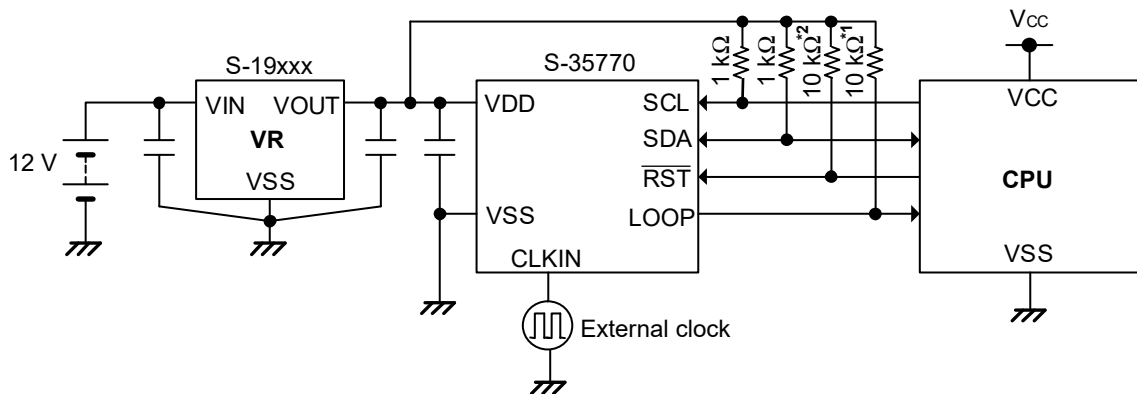 S-19xxx
VIN VOUT
VR
VSS
12 V
S-35770
VDD
VSS
CLKIN
SCL
SDA
RST
LOOP
External clock
1 kΩ
1 kΩ
10 kΩ*2
10 kΩ*1
VCC
VCC
CPU
VSS